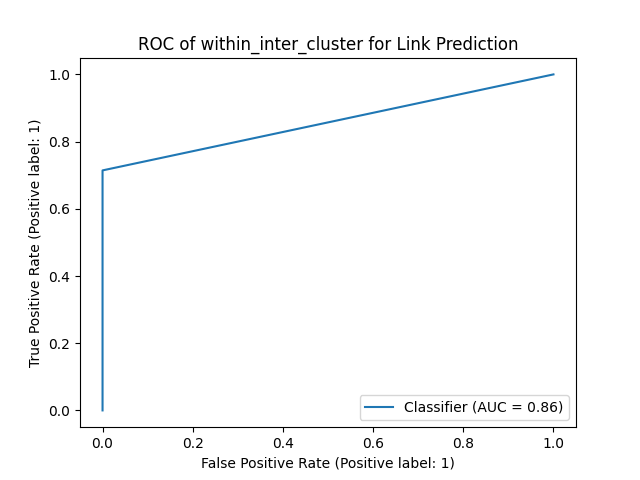 ROC of within_inter_cluster for Link Prediction
True Positive Rate (Positive label: 1)
1.0
0.8
0.6
0.4
0.2
0.0
Classifier (AUC = 0.86)
0.0 0.2 0.4 0.6 0.8 1.0
False Positive Rate (Positive label: 1)